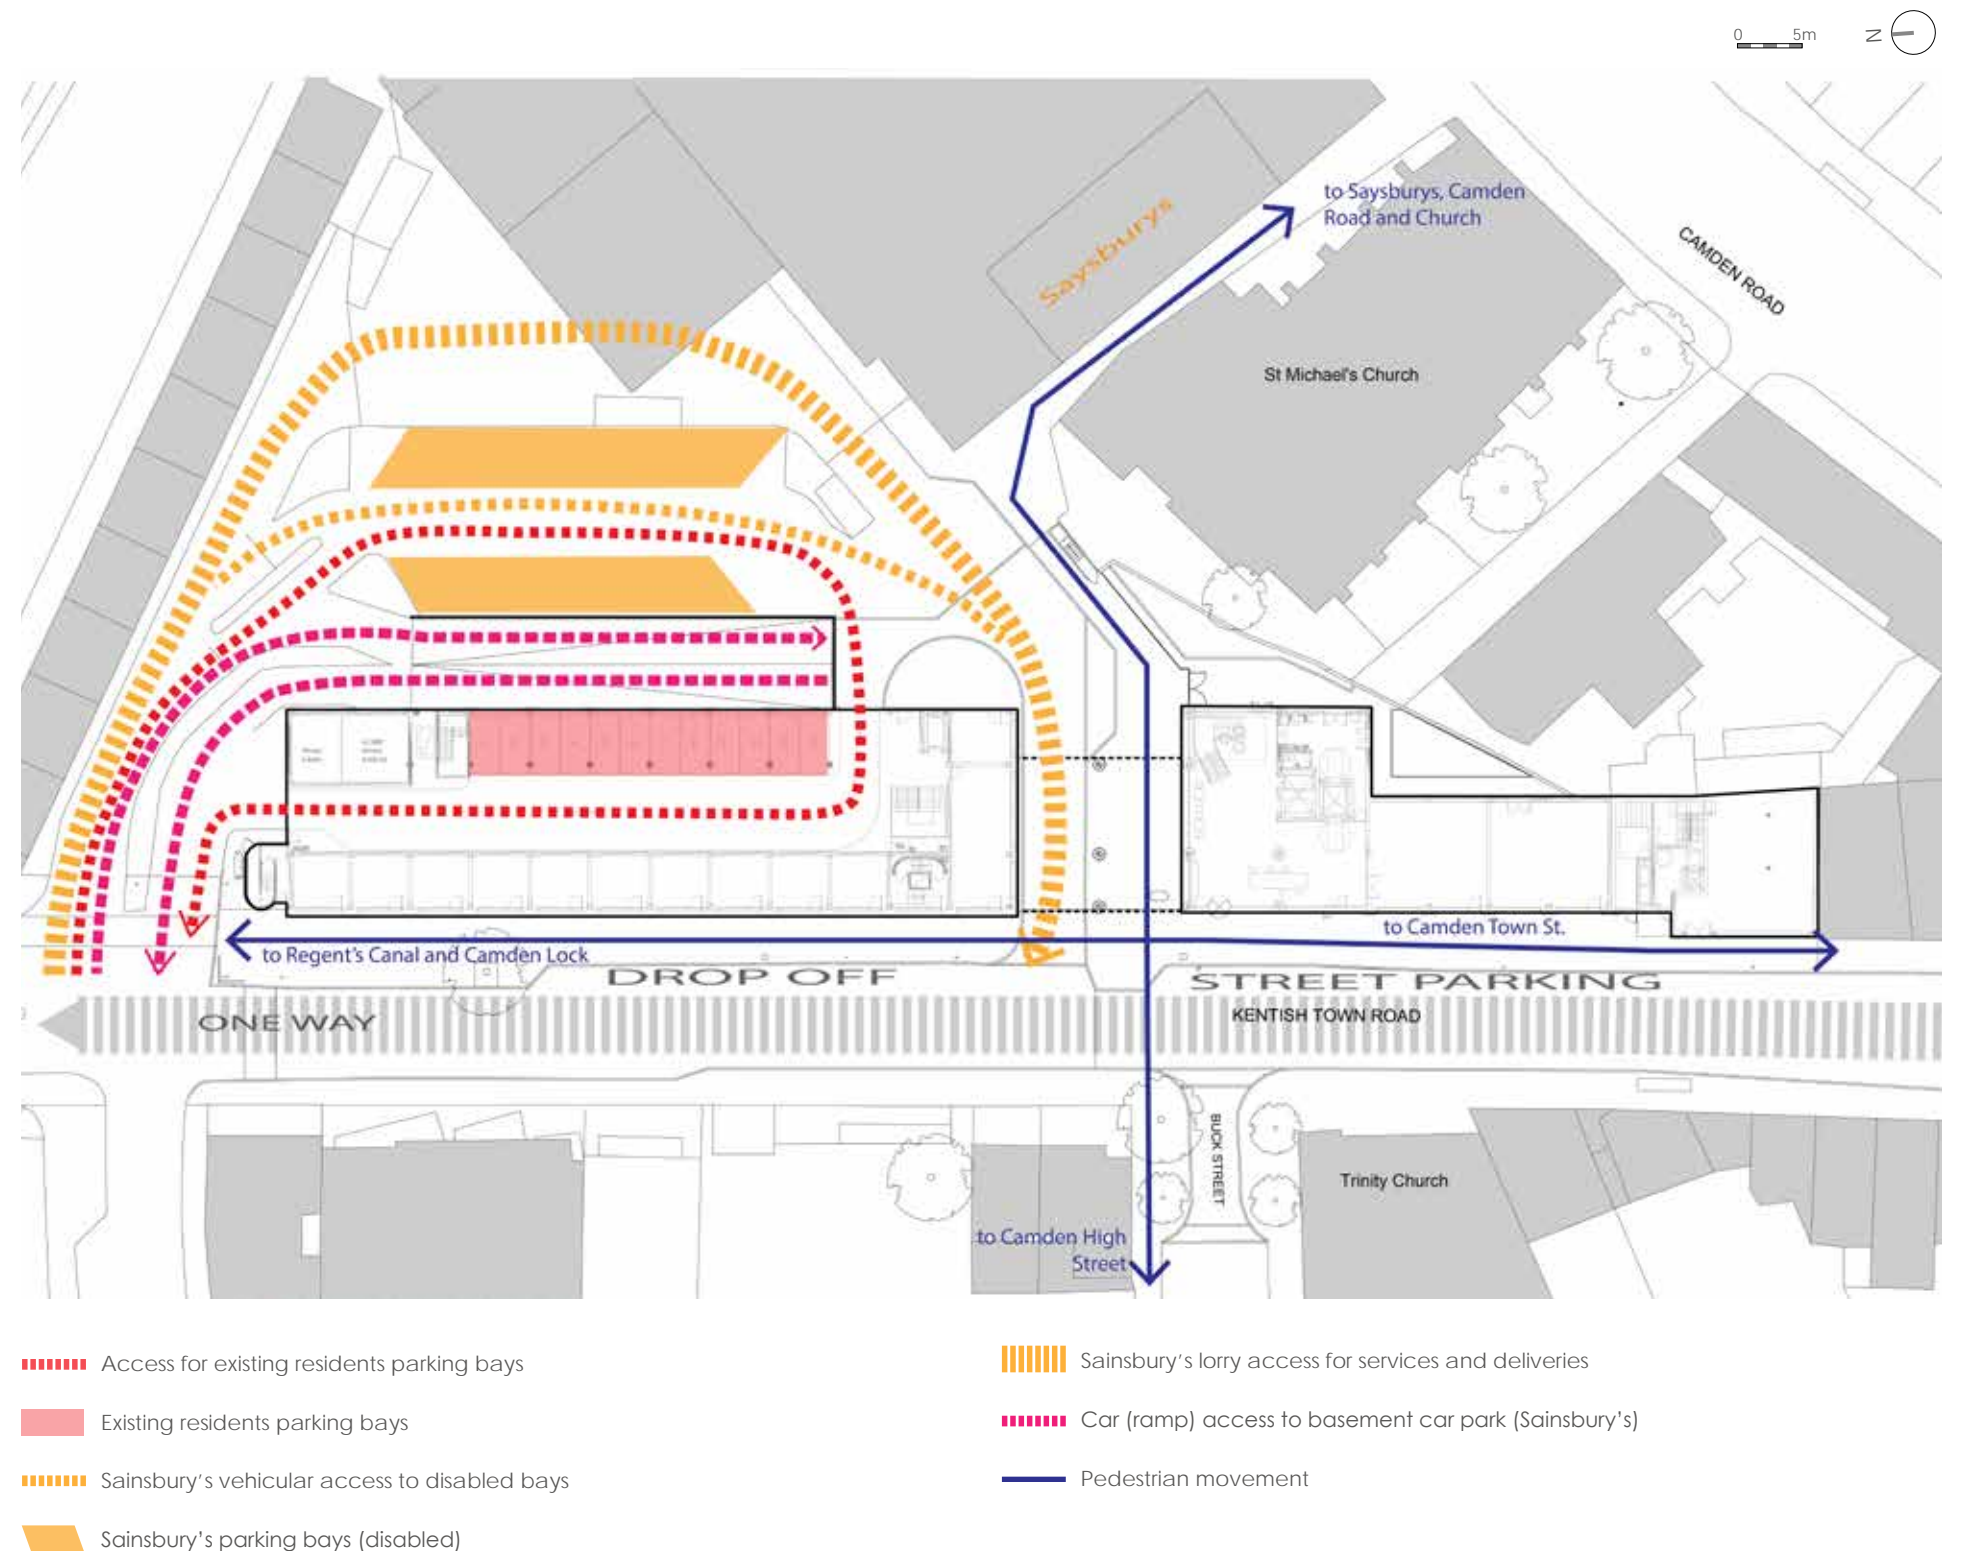 0 5m
N
to Saysburys, Camden
Road and Church
Saysburys
CAMDEN ROAD
St Michael's Church
to Camden Town St.
to Regent's Canal and Camden Lock
DROP OFF
STREET PARKING
ONE WAY
KENTISH TOWN ROAD
BUCK STREET
Trinity Church
to Camden High
Street
Access for existing residents parking bays
Existing residents parking bays
Sainsbury's vehicular access to disabled bays
Sainsbury's parking bays (disabled)
Sainsbury's lorry access for services and deliveries
Car (ramp) access to basement car park (Sainsbury's)
Pedestrian movement